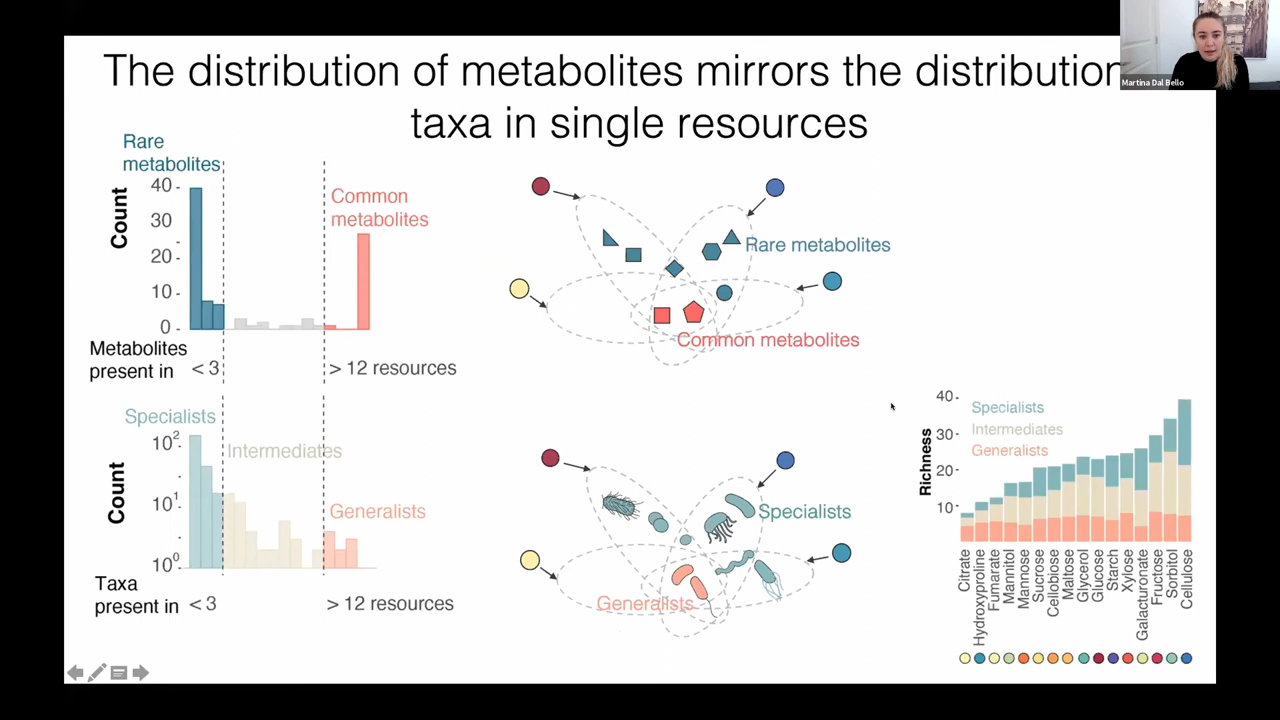 The distribution of metabolites mirrors the distribution
taxa in single resources
Martina Dal Bello
Rare
metabolites
Common
metabolites
Count
40
30
20
10
0
Metabolites
present in
< 3
> 12 resources
Rare metabolites
Common metabolites
Specialists
Intermediates
Generalists
Count
10²
10¹
10⁰
Taxa
present in
< 3
> 12 resources
Specialists
Generalists
Richness
40
30
20
10
Specialists
Intermediates
Generalists
Citrate
Hydroxyproline
Fumarate
Mannitol
Mannose
Sucrose
Cellobiose
Maltose
Glycerol
Glucose
Starch
Xylose
Galacturonate
Fructose
Sorbitol
Cellulose